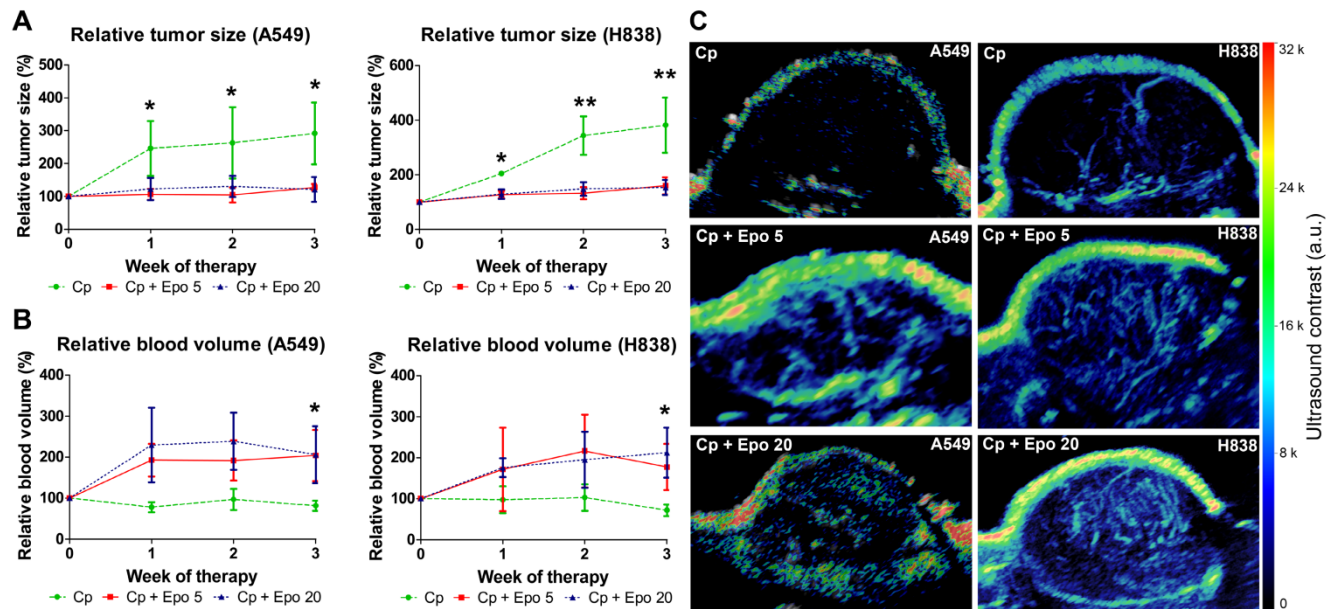 A
Relative tumor size (A549)
Relative tumor size (%)
500
400
300
200
100
0
* * *
0 1 2 3
Week of therapy
Cp Cp + Epo 5 Cp + Epo 20
Relative tumor size (H838)
Relative tumor size (%)
600
400
200
0
* ** **
0 1 2 3
Week of therapy
Cp Cp + Epo 5 Cp + Epo 20
B
Relative blood volume (A549)
Relative blood volume (%)
400
300
200
100
0
*
0 1 2 3
Week of therapy
Cp Cp + Epo 5 Cp + Epo 20
Relative blood volume (H838)
Relative blood volume (%)
400
300
200
100
0
*
0 1 2 3
Week of therapy
Cp Cp + Epo 5 Cp + Epo 20
C
Cp A549
Cp H838
Cp + Epo 5 A549
Cp + Epo 5 H838
Cp + Epo 20 A549
Cp + Epo 20 H838
32 k
24 k
16 k
8 k
0
Ultrasound contrast (a.u.)